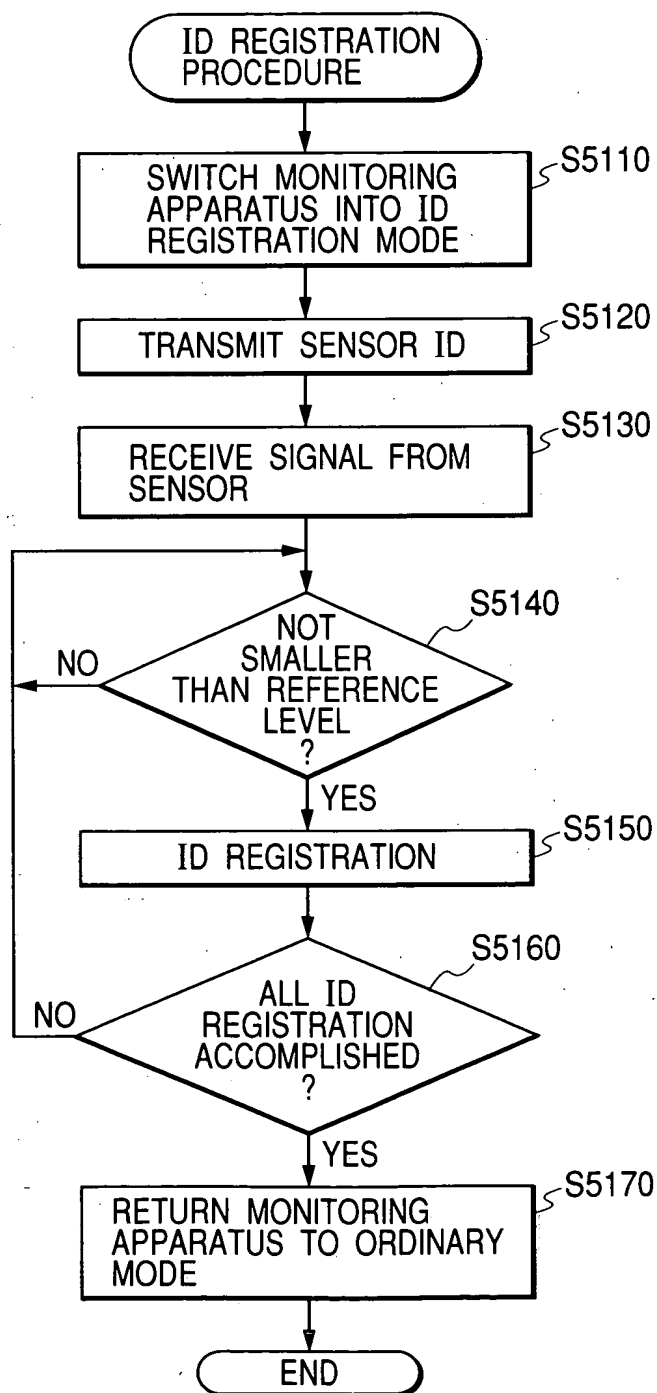 ID REGISTRATION
PROCEDURE
S5110
SWITCH MONITORING
APPARATUS INTO ID
REGISTRATION MODE
S5120
TRANSMIT SENSOR ID
S5130
RECEIVE SIGNAL FROM
SENSOR
S5140
NOT
SMALLER
THAN REFERENCE
LEVEL
?
NO
YES
S5150
ID REGISTRATION
S5160
ALL ID
REGISTRATION
ACCOMPLISHED
?
NO
YES
S5170
RETURN MONITORING
APPARATUS TO ORDINARY
MODE
END